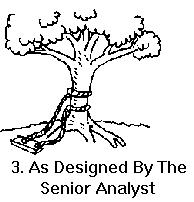 3. As Designed By The
Senior Analyst